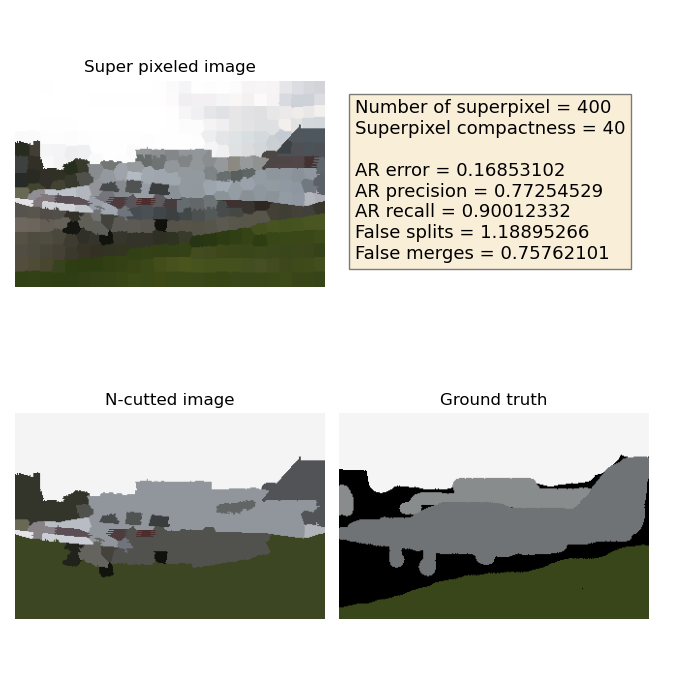 Super pixeled image
Number of superpixel = 400
Superpixel compactness = 40
AR error = 0.16853102
AR precision = 0.77254529
AR recall = 0.90012332
False splits = 1.18895266
False merges = 0.75762101
N-cutted image
Ground truth